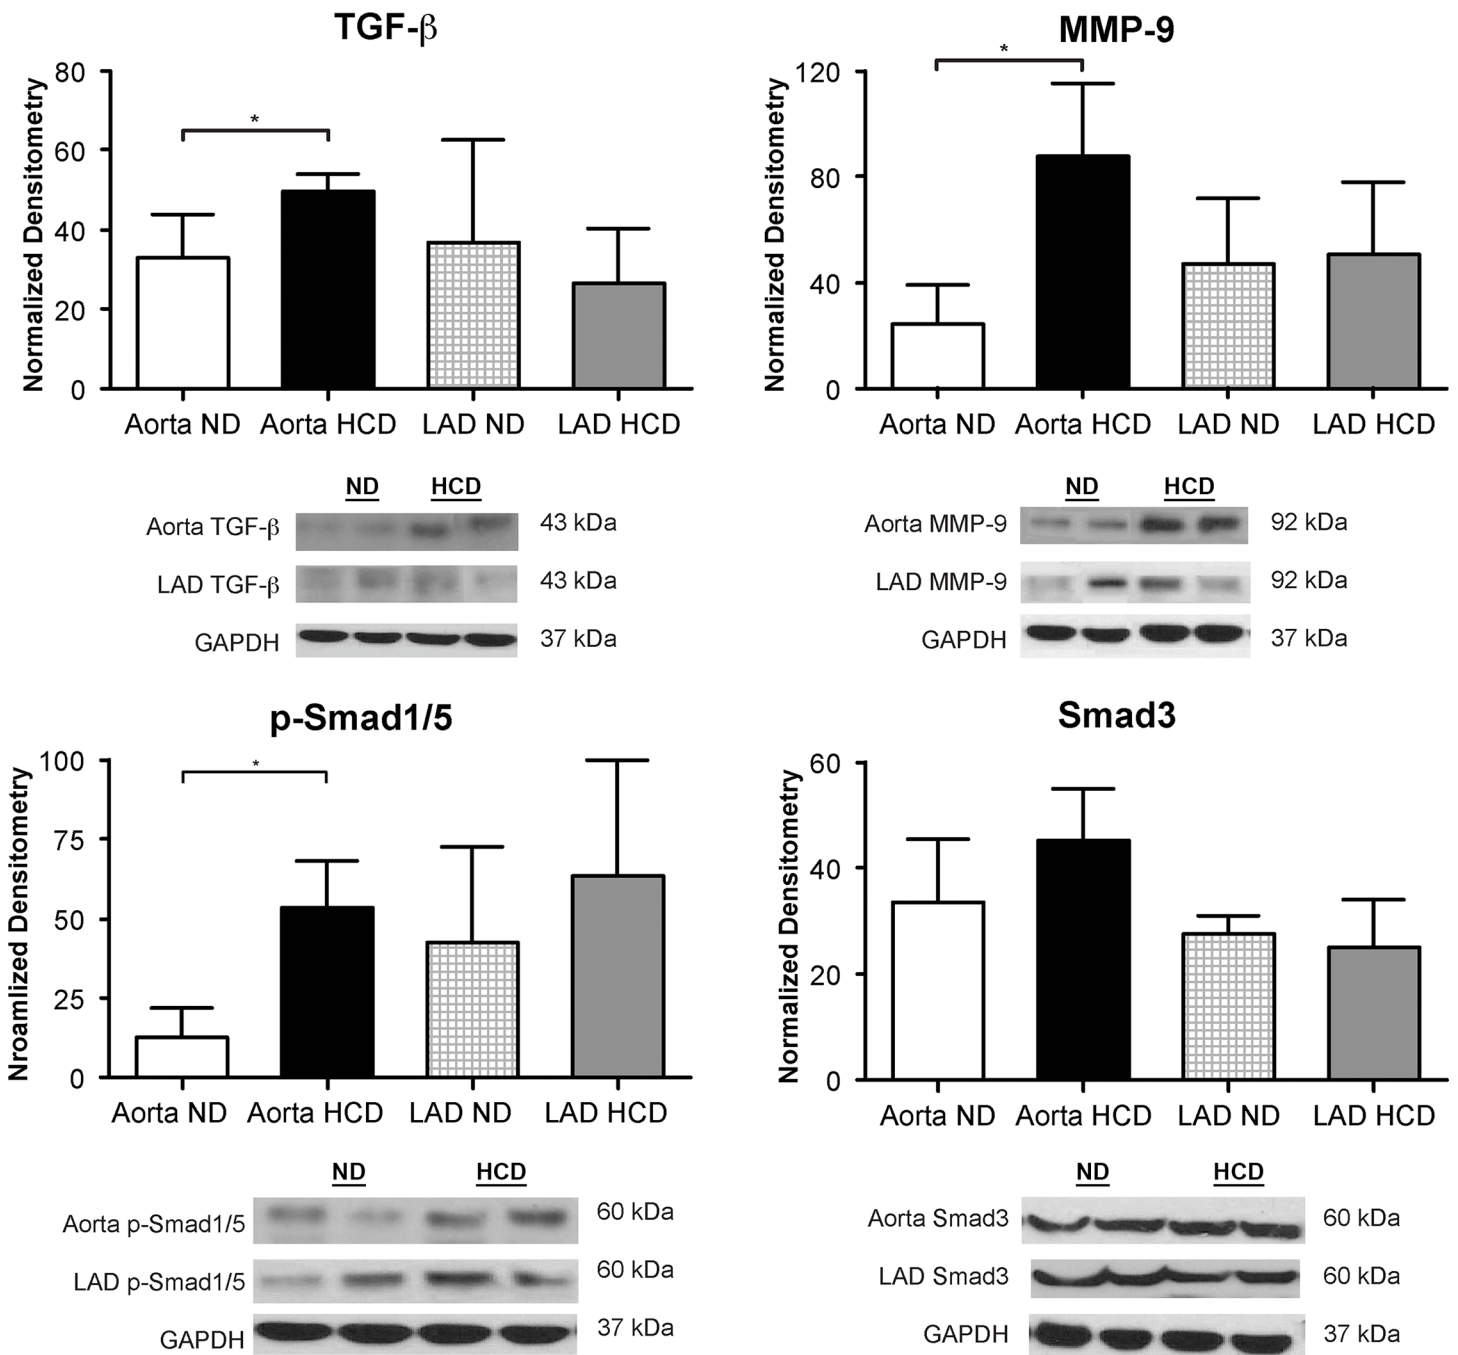 TGF-β
*
Normalized Densitometry
80
60
40
20
0
Aorta ND Aorta HCD LAD ND LAD HCD
ND HCD
Aorta TGF-β 43 kDa
LAD TGF-β 43 kDa
GAPDH 37 kDa
MMP-9
*
Normalized Densitometry
120
80
40
0
Aorta ND Aorta HCD LAD ND LAD HCD
ND HCD
Aorta MMP-9 92 kDa
LAD MMP-9 92 kDa
GAPDH 37 kDa
p-Smad1/5
*
Nroamlized Densitometry
100
75
50
25
0
Aorta ND Aorta HCD LAD ND LAD HCD
ND HCD
Aorta p-Smad1/5 60 kDa
LAD p-Smad1/5 60 kDa
GAPDH 37 kDa
Smad3
Normalized Densitometry
60
40
20
0
Aorta ND Aorta HCD LAD ND LAD HCD
ND HCD
Aorta Smad3 60 kDa
LAD Smad3 60 kDa
GAPDH 37 kDa